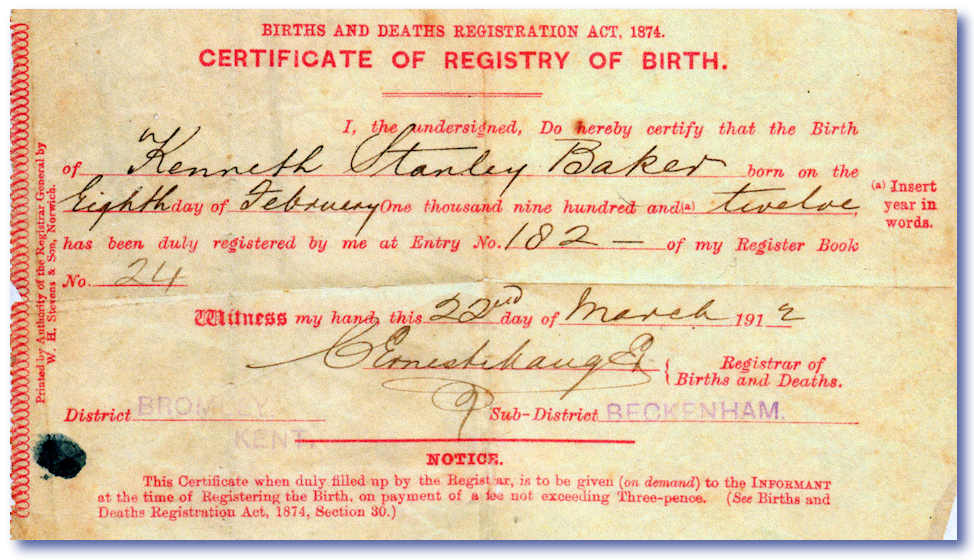 BIRTHS AND DEATHS REGISTRATION ACT, 1874.
CERTIFICATE OF REGISTRY OF BIRTH.
I, the undersigned, Do hereby certify that the Birth
of Kenneth Stanley Baker born on the
Eighth day of February One thousand nine hundred and (a) twelve
has been duly registered by me at Entry No. 182 — of my Register Book
No. 24
(a) Insert
year in
words.
Witness my hand, this 22nd day of March 1912
Ernest
Registrar of
Births and Deaths.
District BROMLEY
KENT.
Sub-District BECKENHAM.
NOTICE.
This Certificate when duly filled up by the Registrar, is to be given (on demand) to the INFORMANT
at the time of Registering the Birth, on payment of a fee not exceeding Three-pence. (See Births and
Deaths Registration Act, 1874, Section 30.)
Printed by Authority of the Registrar General by
W. H. Stevens & Son, Norwich.